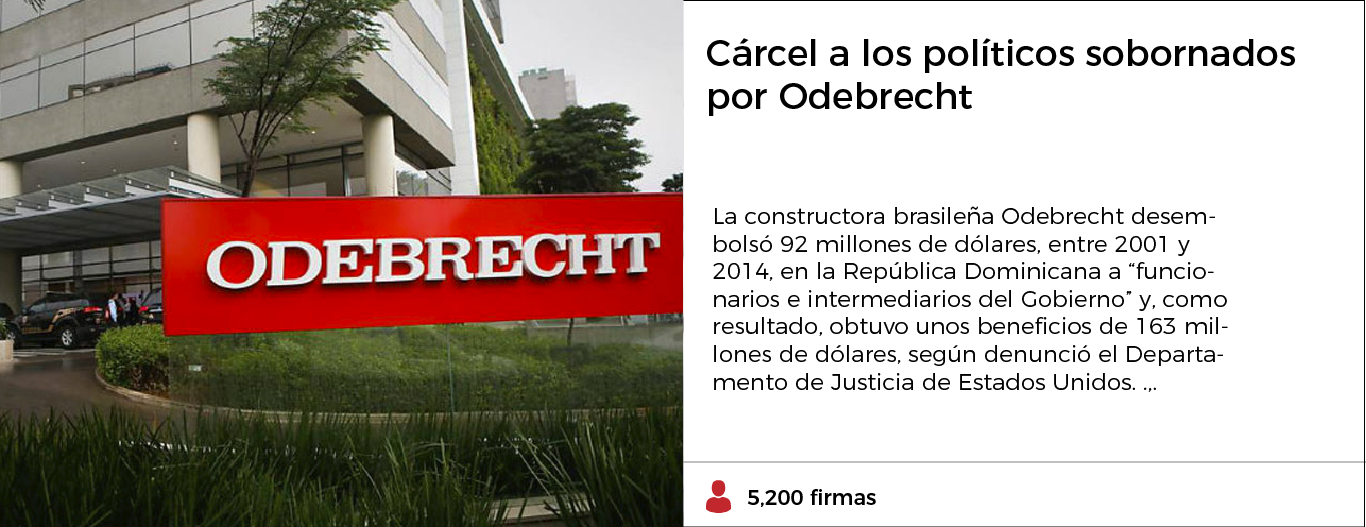 ODEBRECHT
Cárcel a los políticos sobornados
por Odebrecht
La constructora brasileña Odebrecht desem-
bolsó 92 millones de dólares, entre 2001 y
2014, en la República Dominicana a “funcio-
narios e intermediarios del Gobierno” y, como
resultado, obtuvo unos beneficios de 163 mil-
lones de dólares, según denunció el Departa-
mento de Justicia de Estados Unidos. .,.
5,200 firmas